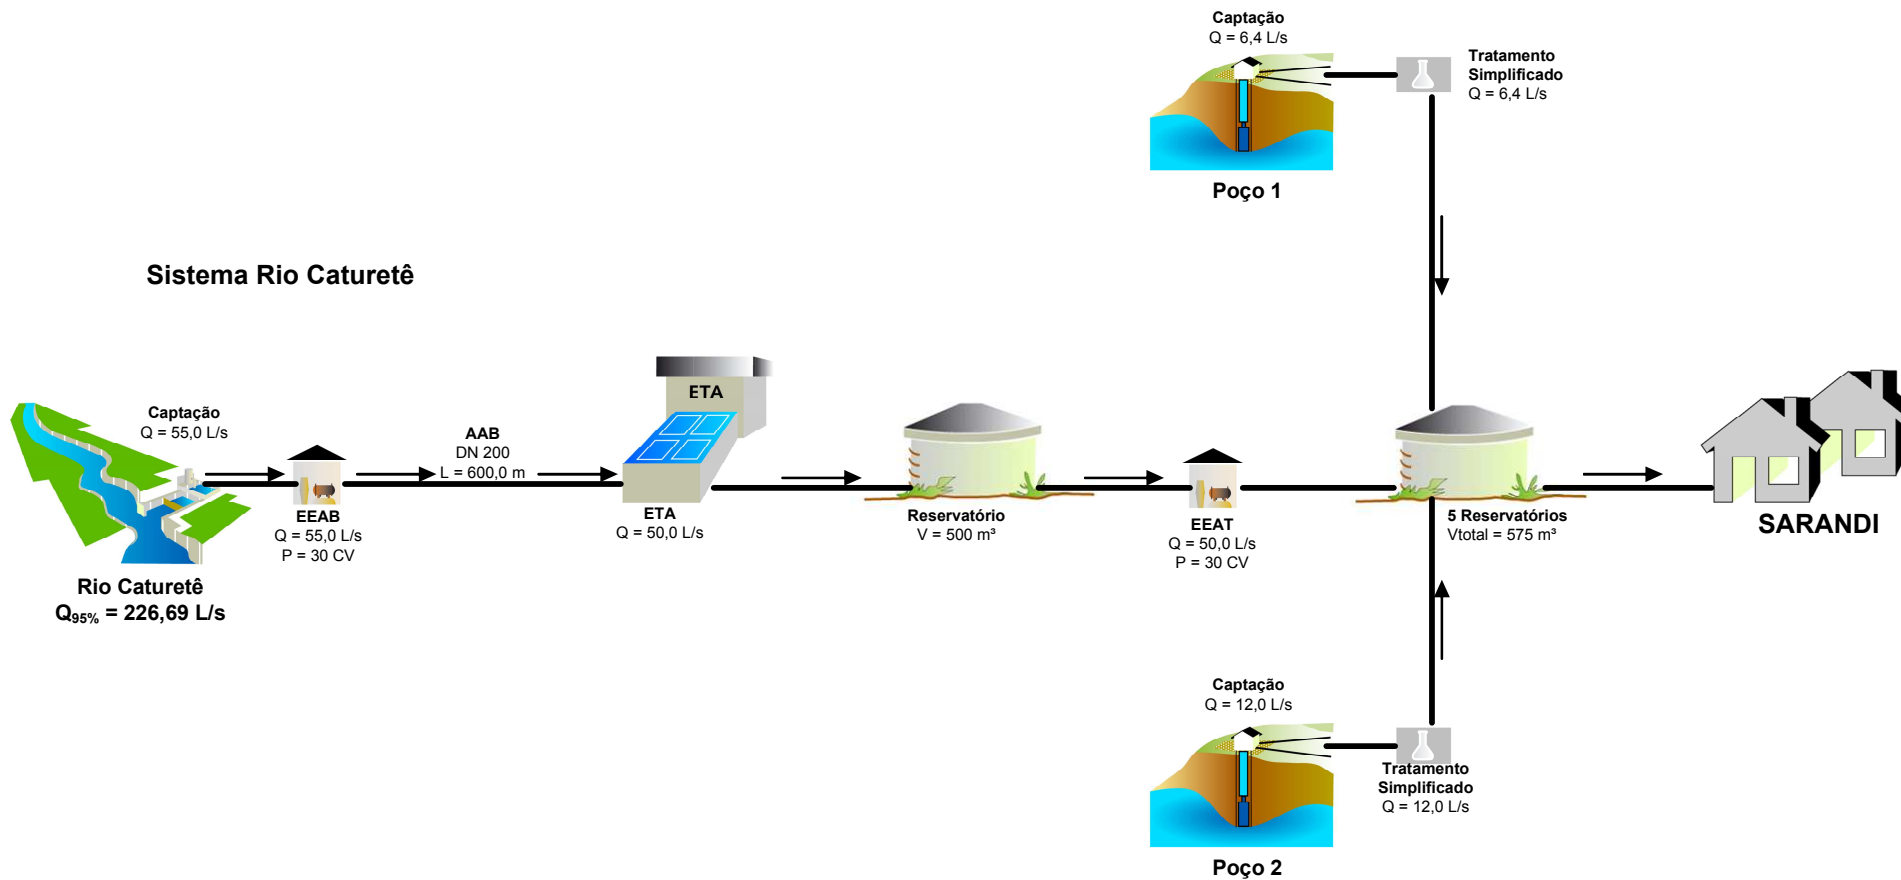 Captação
Q = 6,4 L/s
Tratamento
Simplificado
Q = 6,4 L/s
Poço 1
Sistema Rio Caturetê
Captação
Q = 55,0 L/s
EEAB
Q = 55,0 L/s
P = 30 CV
Rio Caturetê
Q95% = 226,69 L/s
AAB
DN 200
L = 600,0 m
ETA
ETA
Q = 50,0 L/s
Reservatório
V = 500 m³
EEAT
Q = 50,0 L/s
P = 30 CV
5 Reservatórios
Vtotal = 575 m³
SARANDI
Captação
Q = 12,0 L/s
Tratamento
Simplificado
Q = 12,0 L/s
Poço 2